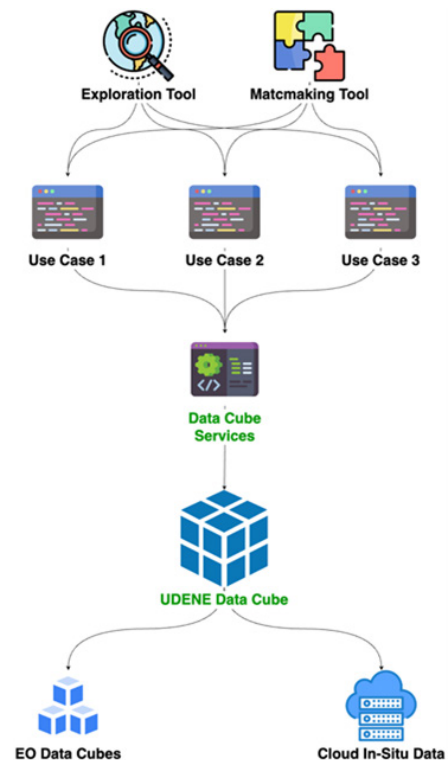 Exploration Tool
Matcmaking Tool
Use Case 1
Use Case 2
Use Case 3
Data Cube
Services
UDENE Data Cube
EO Data Cubes
Cloud In-Situ Data